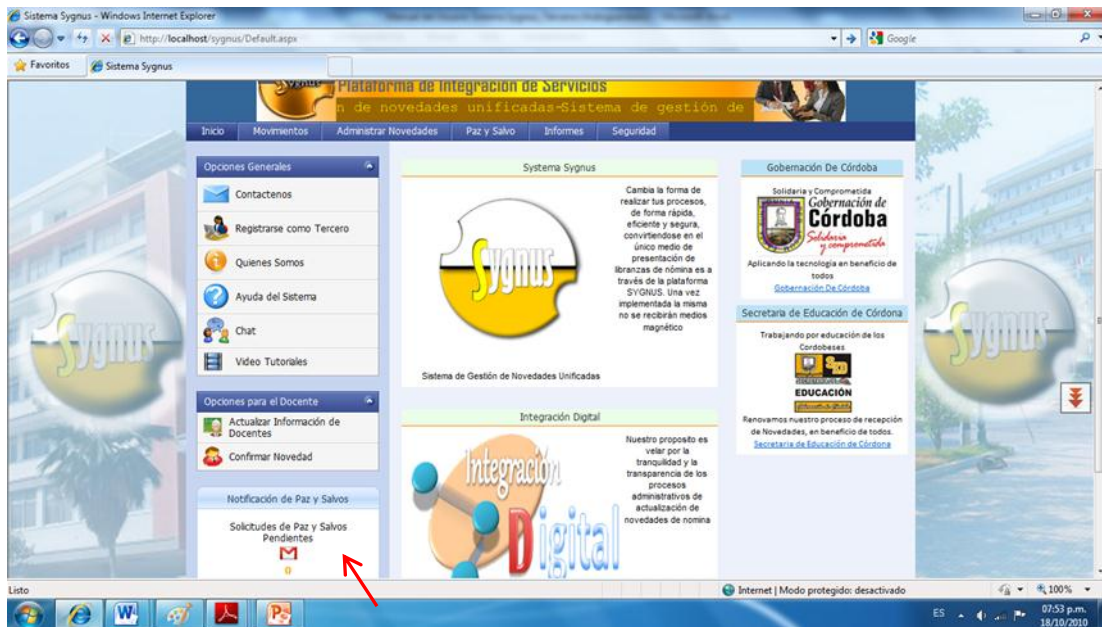 Sistema Sygnus - Windows Internet Explorer
http://localhost/sygnus/Default.aspx
Google
Favoritos
Sistema Sygnus
Sygnus
Plataforma de Integración de Servicios
n de novedades unificadas-Sistema de gestión de
Inicio Movimientos Administrar Novedades Paz y Salvo Informes Seguridad
Opciones Generales
Contactenos
Registrarse como Tercero
Quienes Somos
Ayuda del Sistema
Chat
Video Tutoriales
Opciones para el Docente
Actualizar Información de
Docentes
Confirmar Novedad
Notificación de Paz y Salvos
Solicitudes de Paz y Salvos
Pendientes
0
Systema Sygnus
Sygnus
Cambia la forma de
realizar tus procesos,
de forma rápida,
eficiente y segura,
convirtiendose en el
único medio de
presentación de
libranzas de nómina es a
través de la plataforma
SYGNUS. Una vez
implementada la misma
no se recibirán medios
magnético
Sistema de Gestión de Novedades Unificadas
Integración Digital
Integración
Digital
Nuestro proposito es
velar por la
tranquilidad y la
transparencia de los
procesos
administrativos de
actualización de
novedades de nomina
Gobernación De Córdoba
Solidaria y Comprometida
Gobernación de
Córdoba
Solidaria
y comprometida
Aplicando la tecnología en beneficio de
todos
Gobernación De Córdoba
Secretaria de Educación de Córdona
Trabajando por educación de los
Cordobeses
EDUCACIÓN
Renovamos nuestro proceso de recepción
de Novedades, en beneficio de todos.
Secretaria de Educación de Córdona
Sygnus
Sygnus
Listo
Internet | Modo protegido: desactivado
100%
ES
07:53 p.m.
18/10/2010